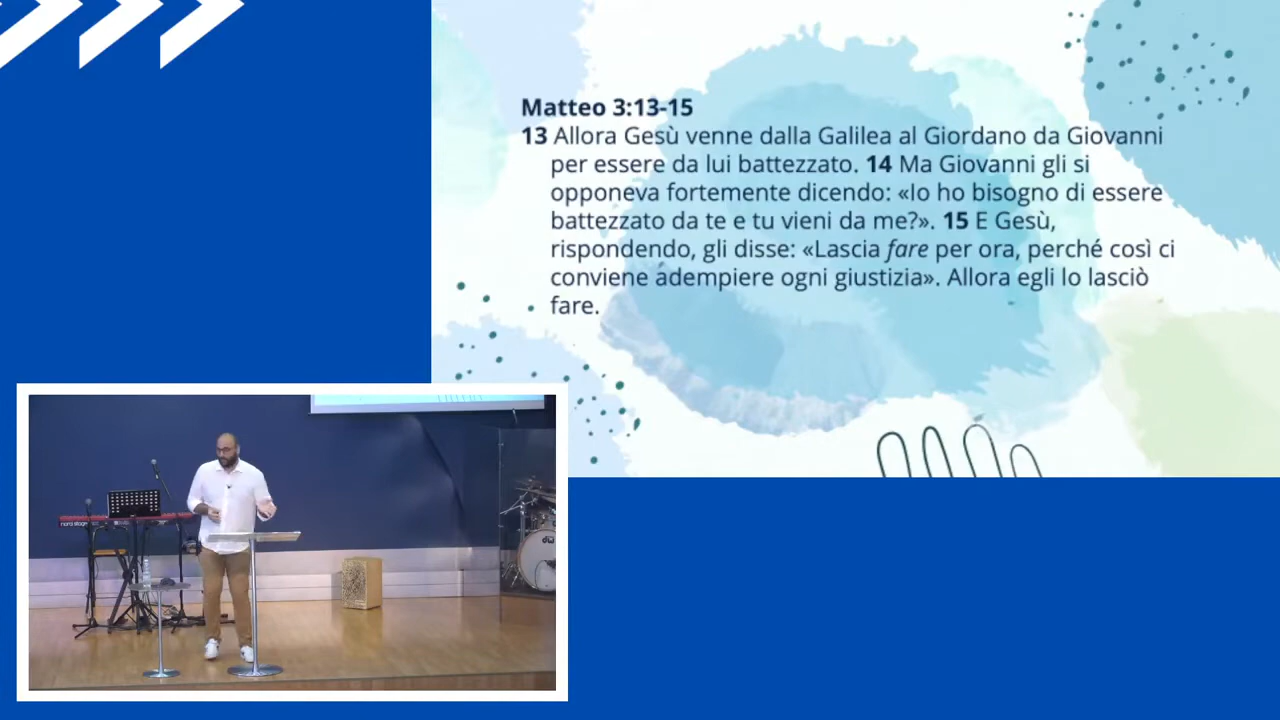 Matteo 3:13-15
13 Allora Gesù venne dalla Galilea al Giordano da Giovanni
per essere da lui battezzato. 14 Ma Giovanni gli si
opponeva fortemente dicendo: «Io ho bisogno di essere
battezzato da te e tu vieni da me?». 15 E Gesù,
rispondendo, gli disse: «Lascia fare per ora, perché così ci
conviene adempiere ogni giustizia». Allora egli lo lasciò
fare.